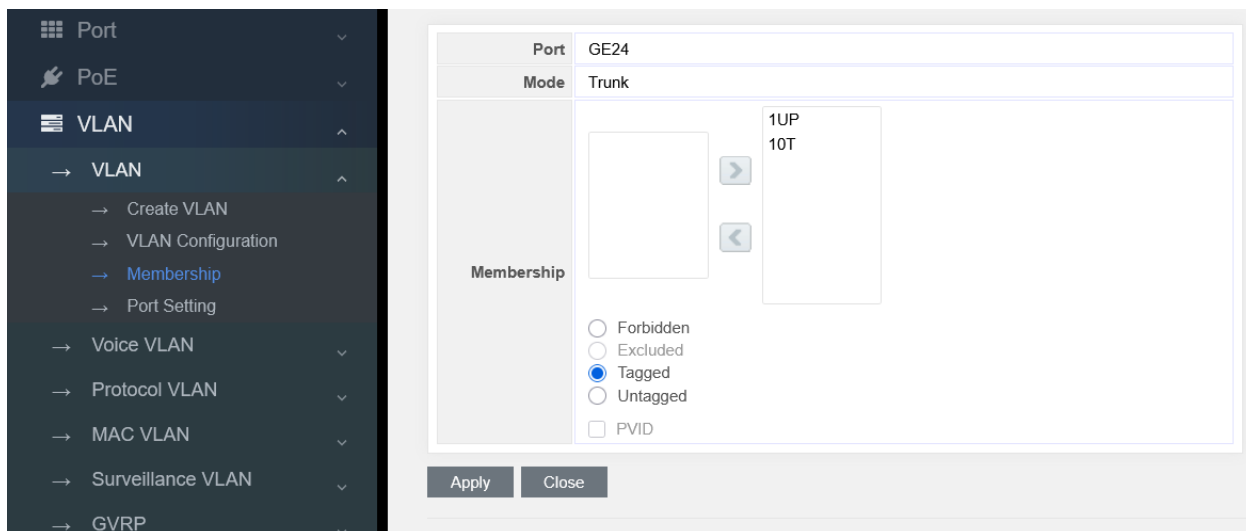 Port
PoE
VLAN
→ VLAN
→ Create VLAN
→ VLAN Configuration
→ Membership
→ Port Setting
→ Voice VLAN
→ Protocol VLAN
→ MAC VLAN
→ Surveillance VLAN
→ GVRP
Port GE24
Mode Trunk
Membership
1UP
10T
Forbidden
Excluded
Tagged
Untagged
PVID
Apply Close